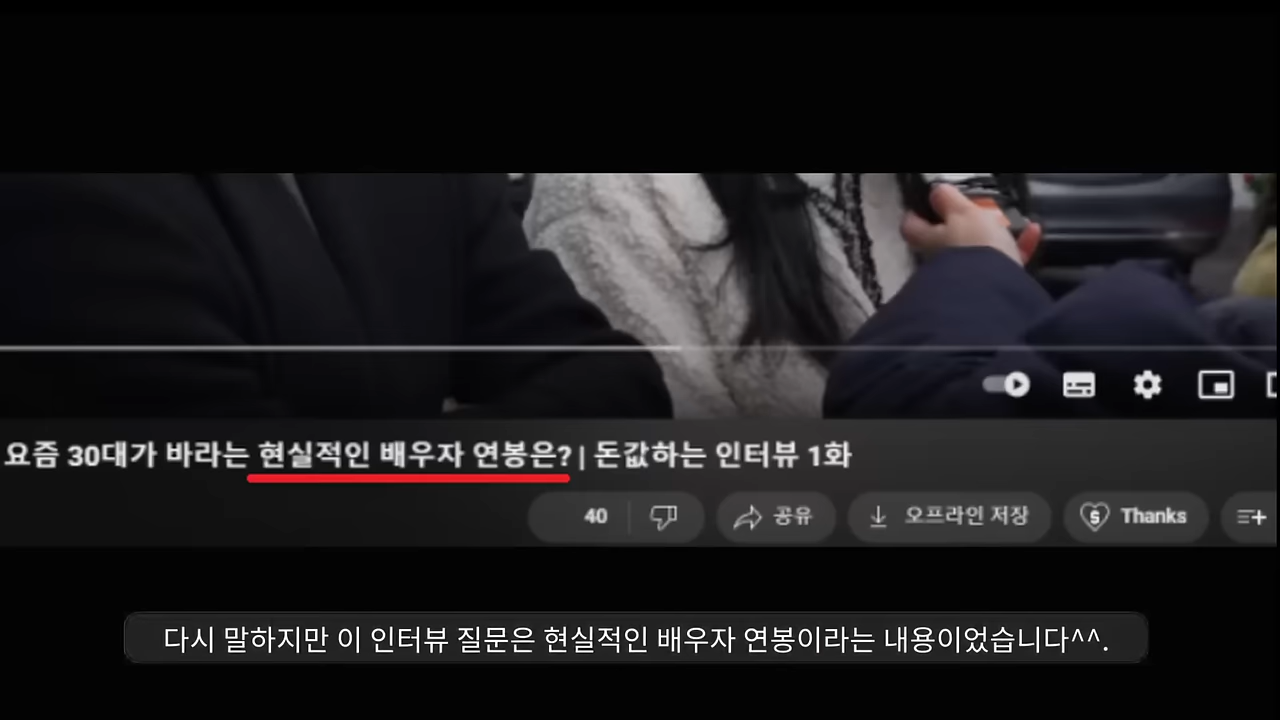 요즘 30대가 바라는 현실적인 배우자 연봉은? | 돈값하는 인터뷰 1화
40 공유 오프라인 저장 Thanks
다시 말하지만 이 인터뷰 질문은 현실적인 배우자 연봉이라는 내용이었습니다^^.